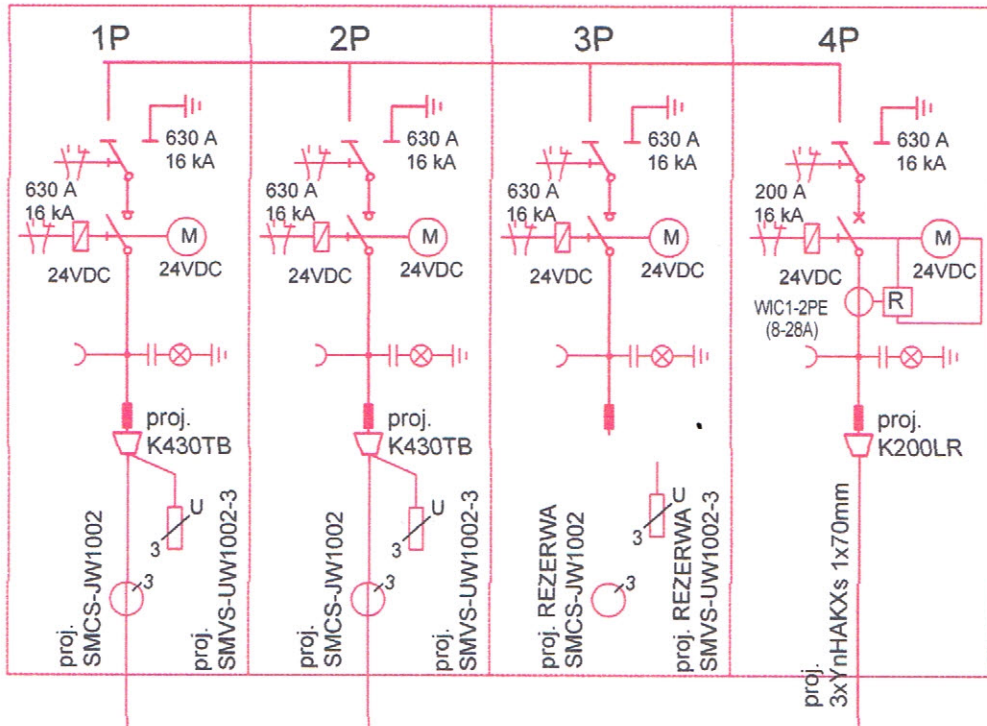 1P
2P
3P
4P
630 A
16 kA
630 A
16 kA
24VDC
M
24VDC
proj.
K430TB
U
3
3
proj.
SMCS-JW1002
proj.
SMVS-UW1002-3
630 A
16 kA
630 A
16 kA
24VDC
M
24VDC
proj.
K430TB
U
3
3
proj.
SMCS-JW1002
proj.
SMVS-UW1002-3
630 A
16 kA
630 A
16 kA
24VDC
M
24VDC
U
3
3
proj. REZERWA
SMCS-JW1002
proj. REZERWA
SMVS-UW1002-3
630 A
16 kA
200 A
16 kA
24VDC
M
24VDC
WIC1-2PE
(8-28A)
R
proj.
K200LR
proj.
3xYnHAKXs 1x70mm